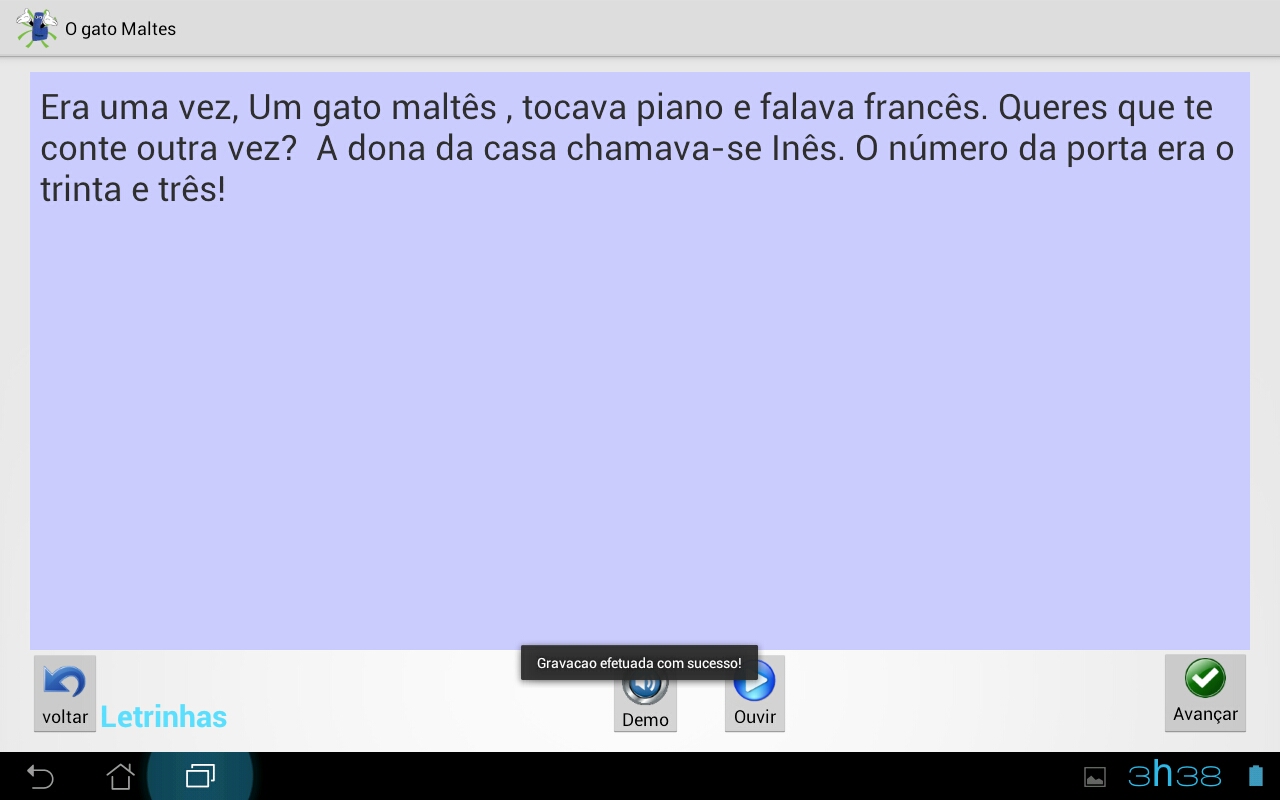 O gato Maltes
Era uma vez, Um gato maltês , tocava piano e falava francês. Queres que te
conte outra vez?  A dona da casa chamava-se Inês. O número da porta era o
trinta e três!
Gravacao efetuada com sucesso!
voltar
Letrinhas
Demo
Ouvir
Avançar
3h38